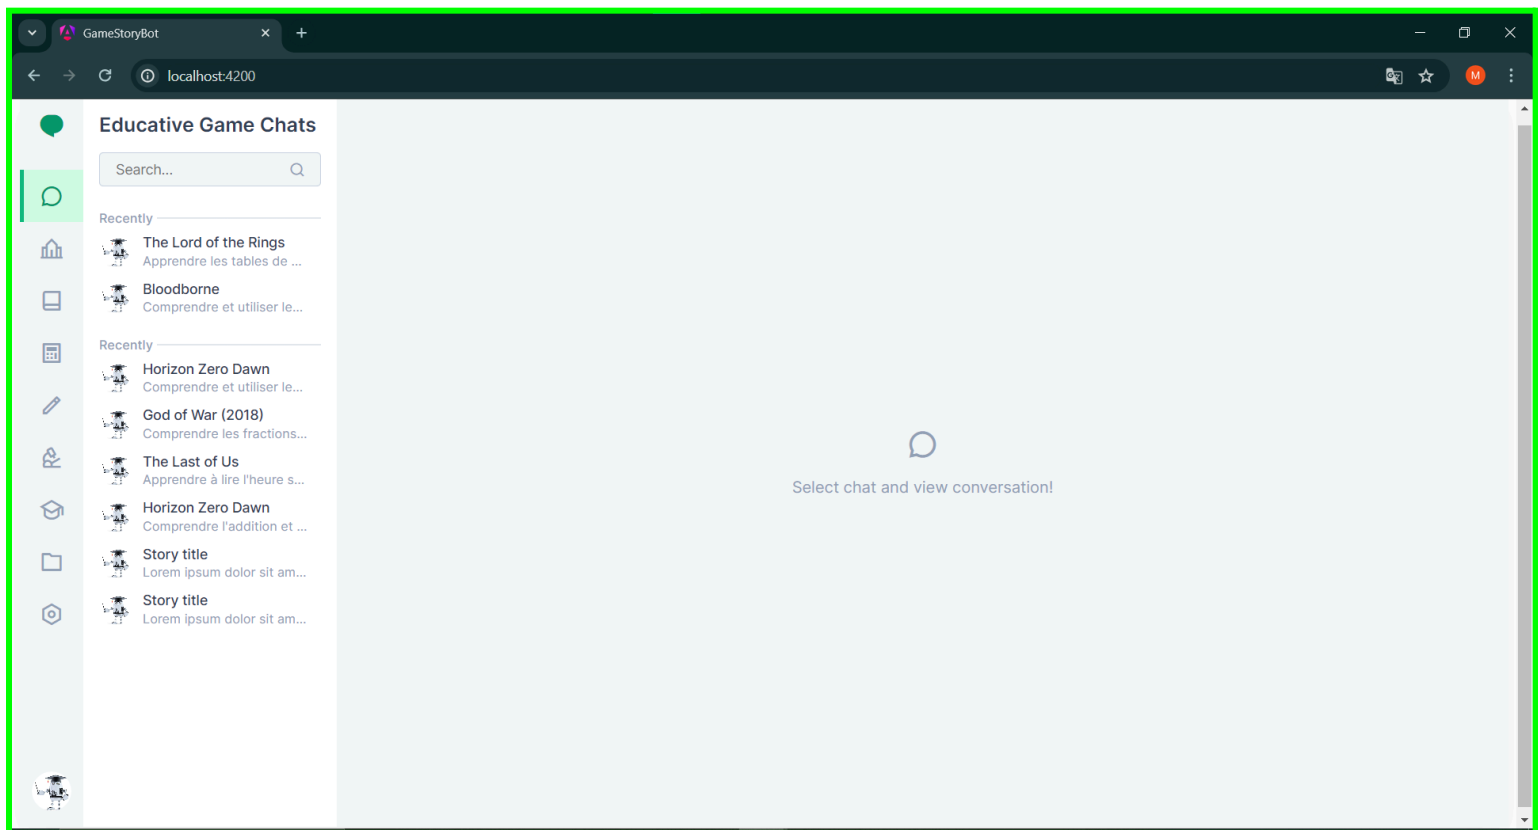 GameStoryBot
localhost:4200
M
Educative Game Chats
Search...
Recently
The Lord of the Rings
Apprendre les tables de ...
Bloodborne
Comprendre et utiliser le...
Recently
Horizon Zero Dawn
Comprendre et utiliser le...
God of War (2018)
Comprendre les fractions...
The Last of Us
Apprendre à lire l'heure s...
Horizon Zero Dawn
Comprendre l'addition et ...
Story title
Lorem ipsum dolor sit am...
Story title
Lorem ipsum dolor sit am...
Select chat and view conversation!